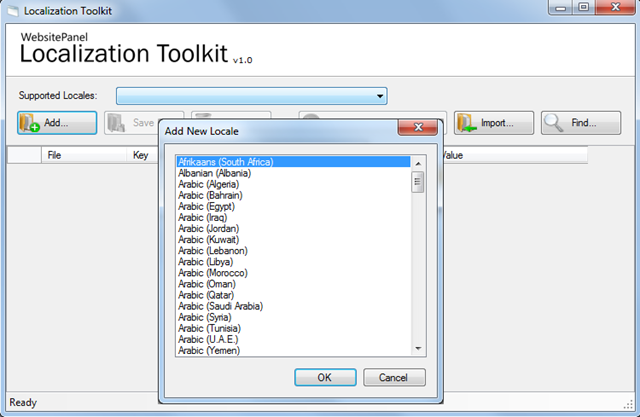 Localization Toolkit
WebsitePanel
Localization Toolkit v1.0
Supported Locales:
Add... Save Import... Find...
File Key Value
Add New Locale
Afrikaans (South Africa)
Albanian (Albania)
Arabic (Algeria)
Arabic (Bahrain)
Arabic (Egypt)
Arabic (Iraq)
Arabic (Jordan)
Arabic (Kuwait)
Arabic (Lebanon)
Arabic (Libya)
Arabic (Morocco)
Arabic (Oman)
Arabic (Qatar)
Arabic (Saudi Arabia)
Arabic (Syria)
Arabic (Tunisia)
Arabic (U.A.E.)
Arabic (Yemen)
OK Cancel
Ready